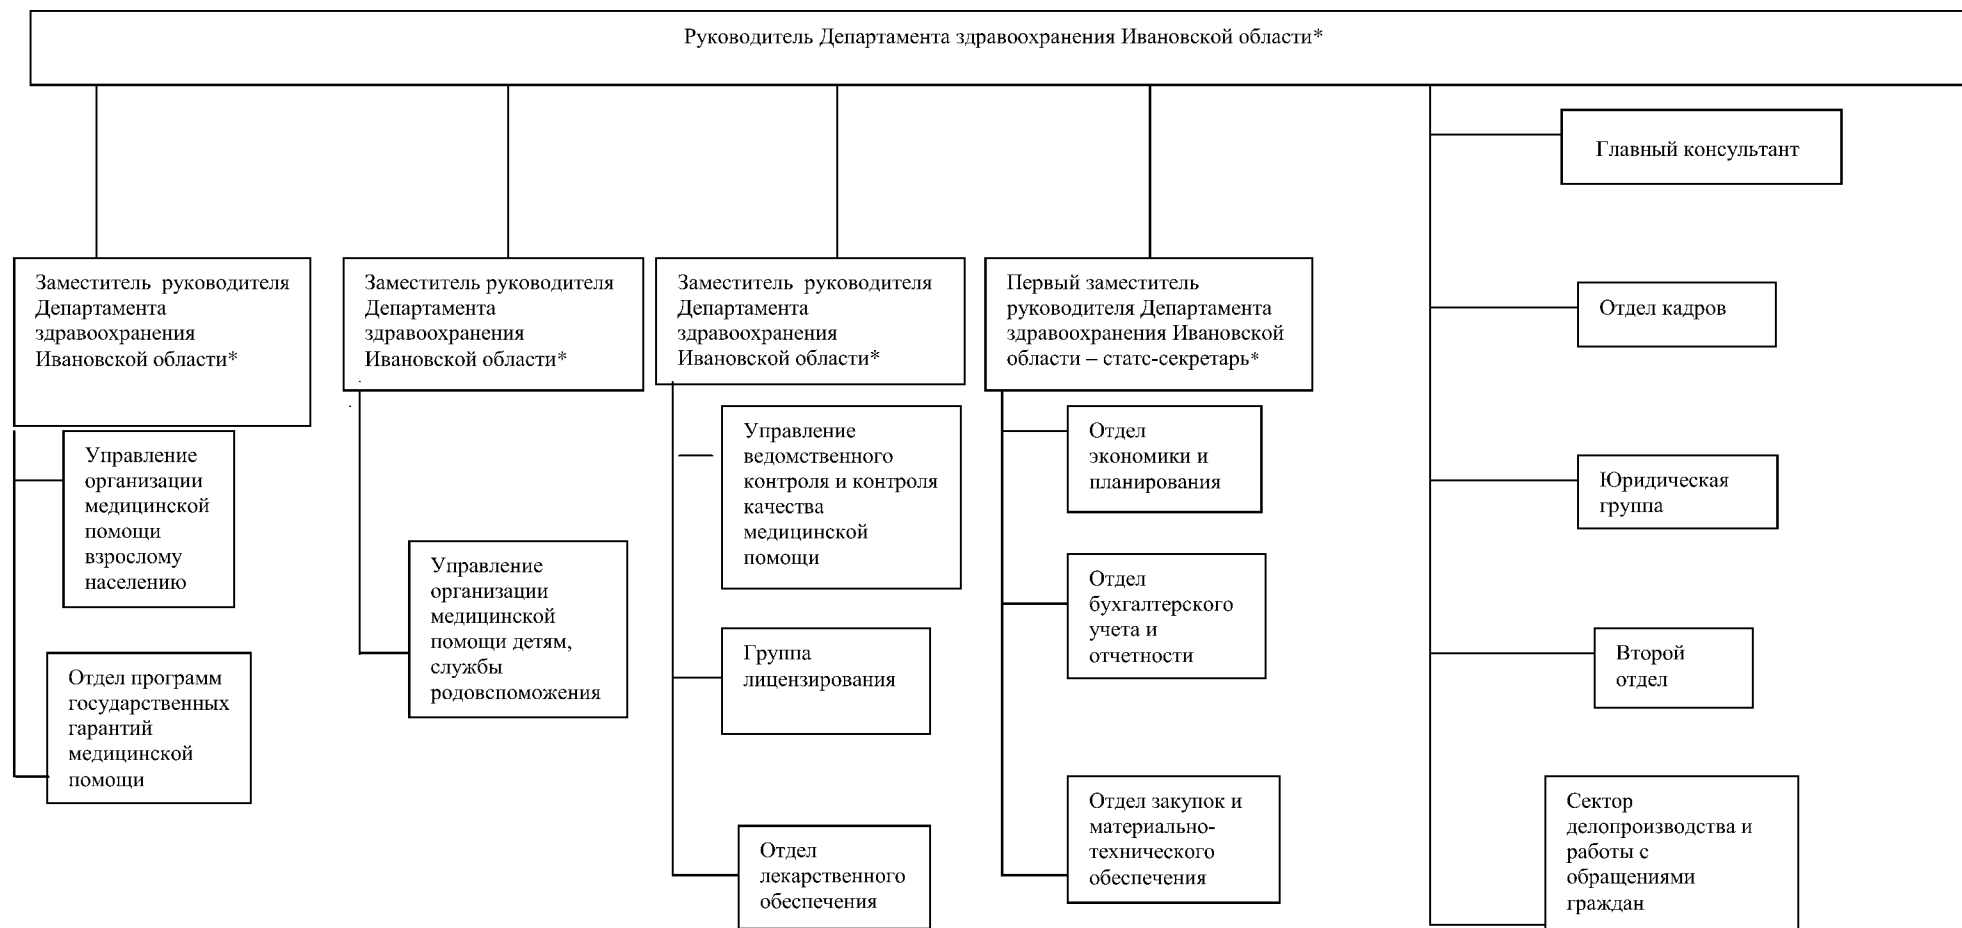 Руководитель Департамента здравоохранения Ивановской области*
Главный консультант
Отдел кадров
Юридическая
группа
Второй
отдел
Сектор
делопроизводства и
работы с
обращениями
граждан
Заместитель руководителя
Департамента
здравоохранения
Ивановской области*
Управление
организации
медицинской
помощи
взрослому
населению
Отдел программ
государственных
гарантий
медицинской
помощи
Заместитель руководителя
Департамента
здравоохранения
Ивановской области*
Управление
организации
медицинской
помощи детям,
службы
родовспоможения
Заместитель руководителя
Департамента
здравоохранения
Ивановской области*
Управление
ведомственного
контроля и контроля
качества
медицинской
помощи
Группа
лицензирования
Отдел
лекарственного
обеспечения
Первый заместитель
руководителя Департамента
здравоохранения Ивановской
области – статс-секретарь*
Отдел
экономики и
планирования
Отдел
бухгалтерского
учета и
отчетности
Отдел закупок и
материально-
технического
обеспечения